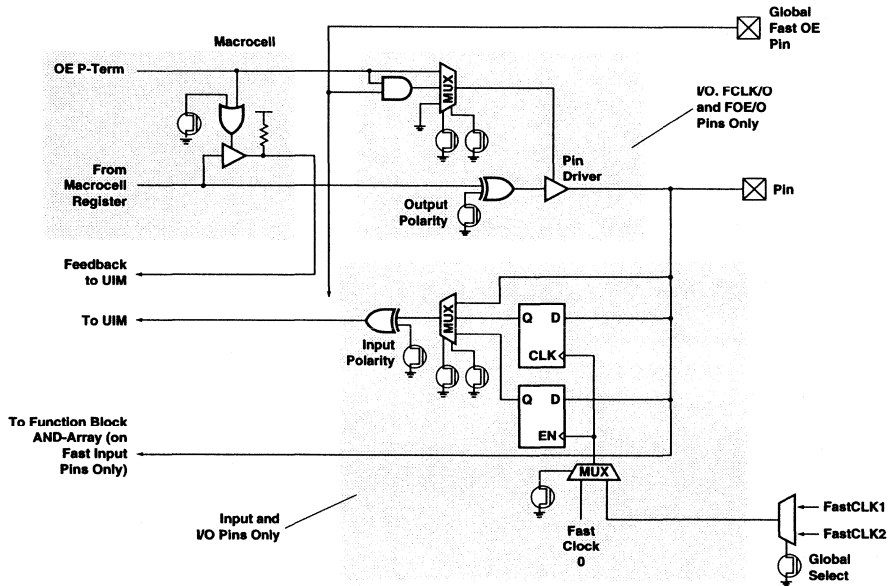 Global
Fast OE
Pin
Macrocell
OE P-Term
MUX
I/O, FCLK/O
and FOE/O
Pins Only
From
Macrocell
Register
Output
Polarity
Pin
Driver
Pin
Feedback
to UIM
To UIM
Input
Polarity
MUX
Q D
CLK
Q D
EN
To Function Block
AND-Array (on
Fast Input
Pins Only)
MUX
Input and
I/O Pins Only
Fast
Clock
0
FastCLK1
FastCLK2
Global
Select